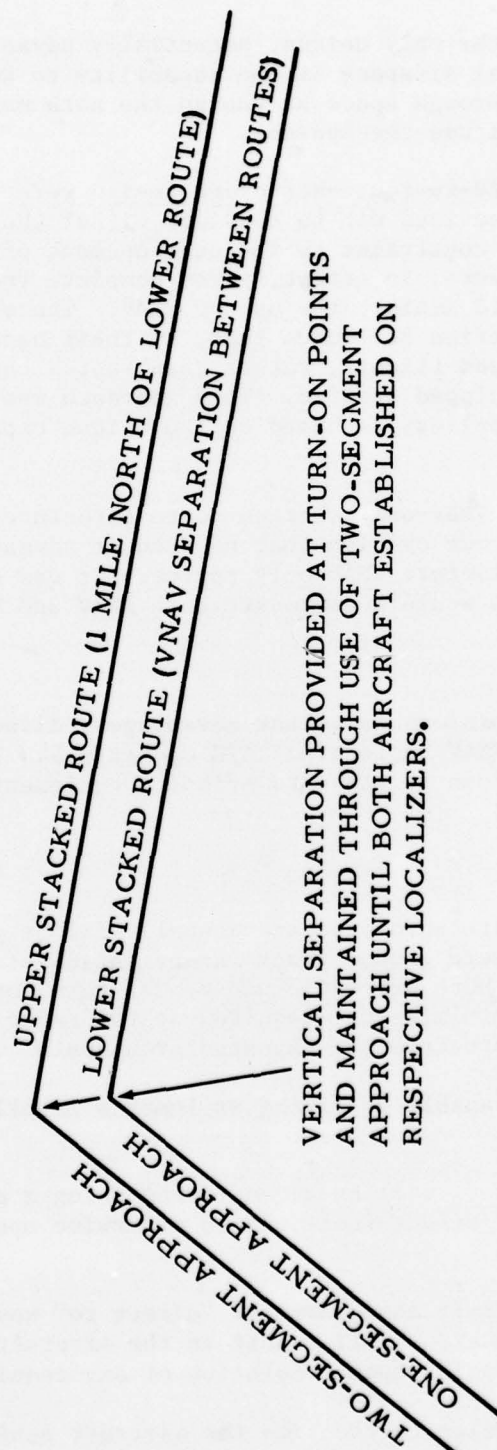 UPPER STACKED ROUTE (1 MILE NORTH OF LOWER ROUTE)
LOWER STACKED ROUTE (VNAV SEPARATION BETWEEN ROUTES)
VERTICAL SEPARATION PROVIDED AT TURN-ON POINTS
AND MAINTAINED THROUGH USE OF TWO-SEGMENT
APPROACH UNTIL BOTH AIRCRAFT ESTABLISHED ON
RESPECTIVE LOCALIZERS.
TWO-SEGMENT APPROACH
ONE-SEGMENT APPROACH